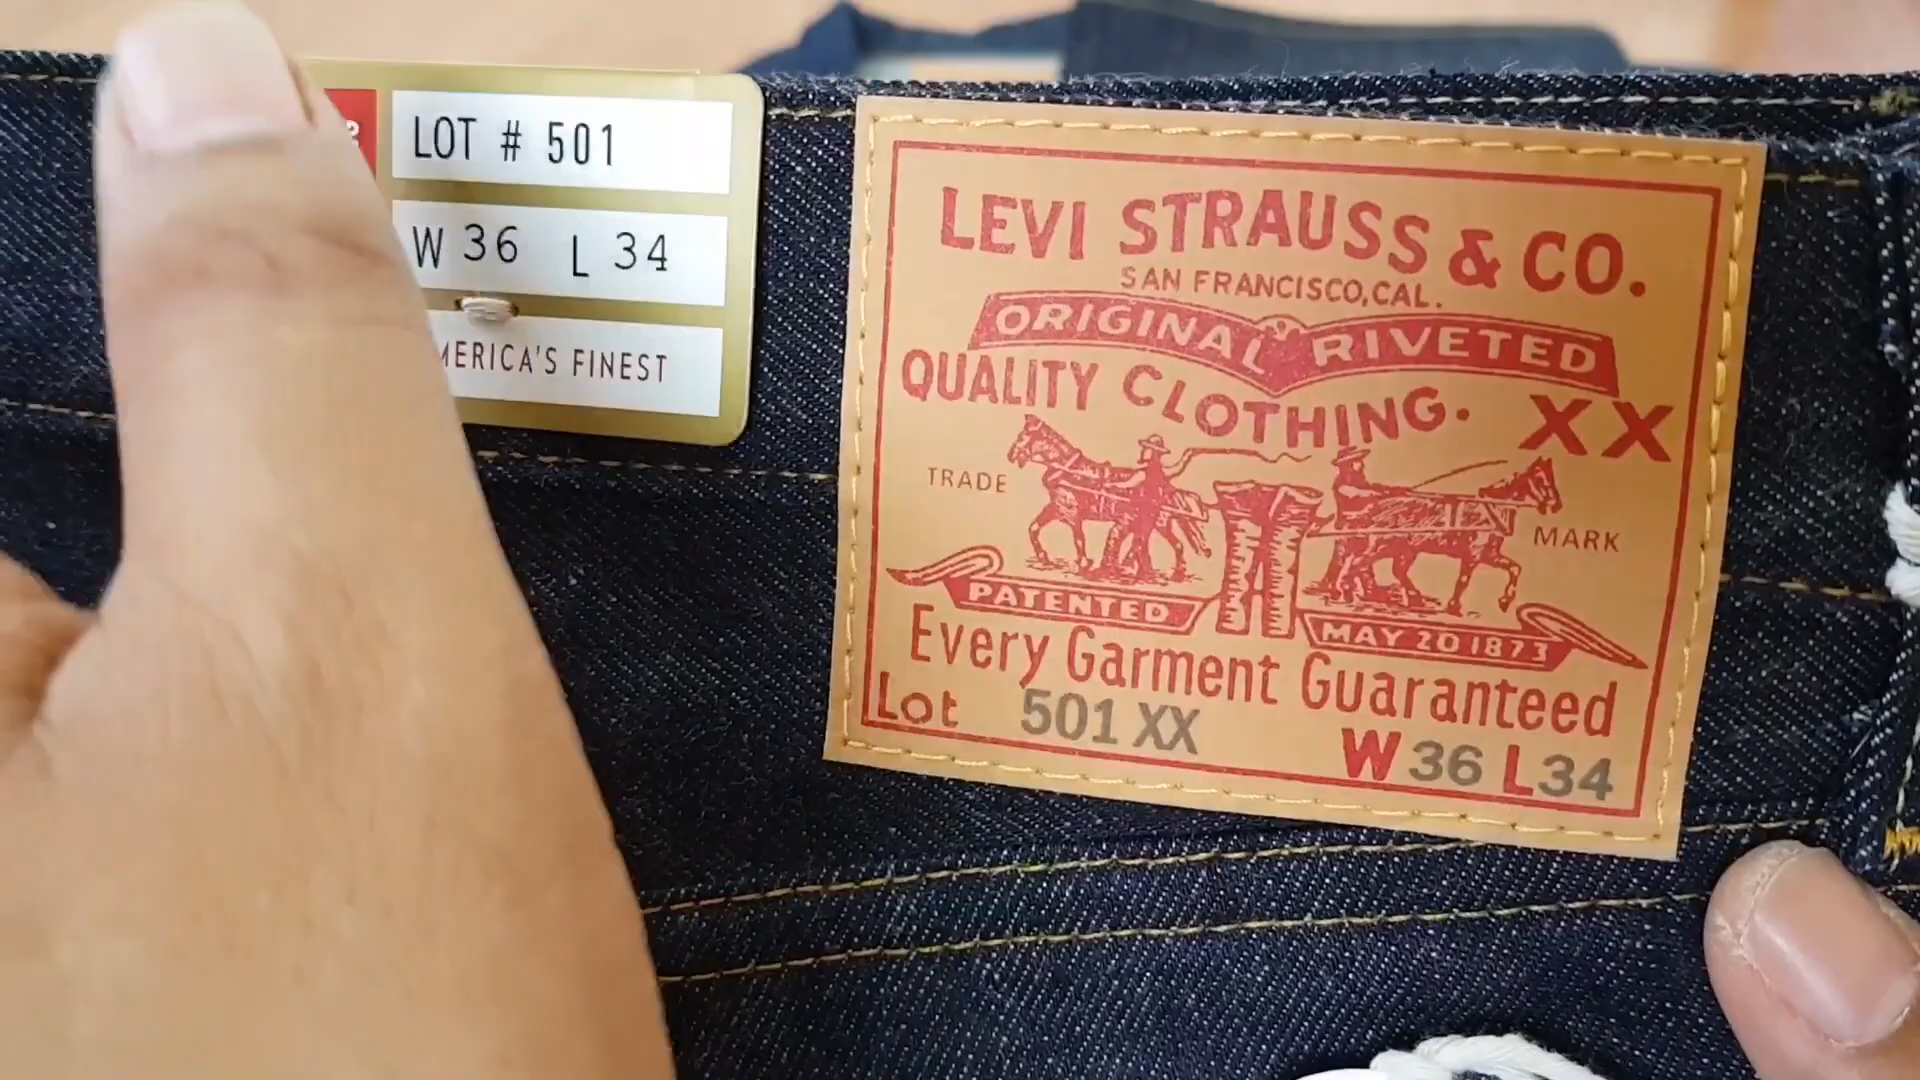 LOT # 501
W 36 L 34
MERICA'S FINEST
LEVI STRAUSS & CO.
SAN FRANCISCO, CAL.
ORIGINAL RIVETED
QUALITY CLOTHING. XX
TRADE MARK
PATENTED MAY 20 1873
Every Garment Guaranteed
Lot 501 XX W 36 L 34